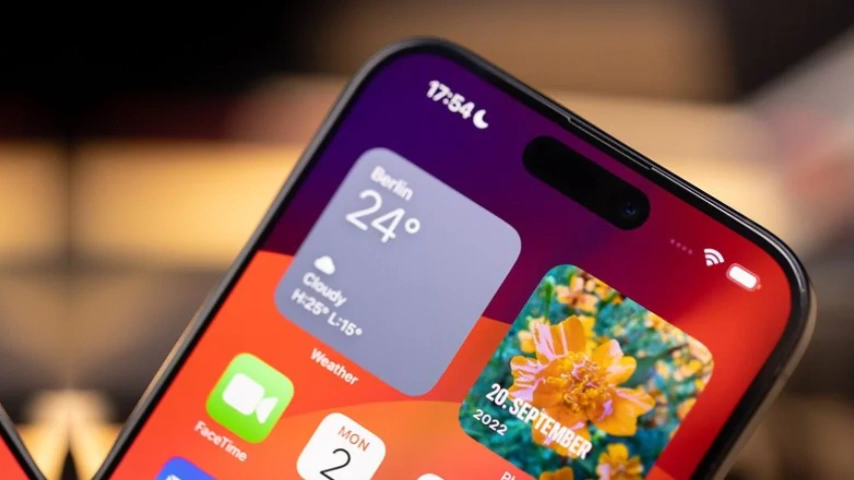 17:54
Berlin
24°
Cloudy
H:25° L:15°
Weather
20. SEPTEMBER
2022
FaceTime
MON
2